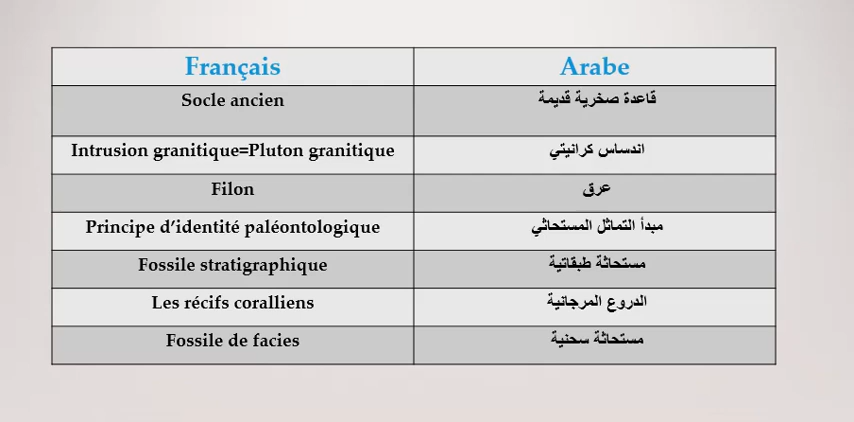 Français Arabe
Socle ancien قاعدة صخرية قديمة
Intrusion granitique=Pluton granitique اندساس كرانيتي
Filon عرق
Principe d’identité paléontologique مبدأ التماثل المستحاثي
Fossile stratigraphique مستحاثة طبقاتية
Les récifs coralliens الدروع المرجانية
Fossile de facies مستحاثة سحنية